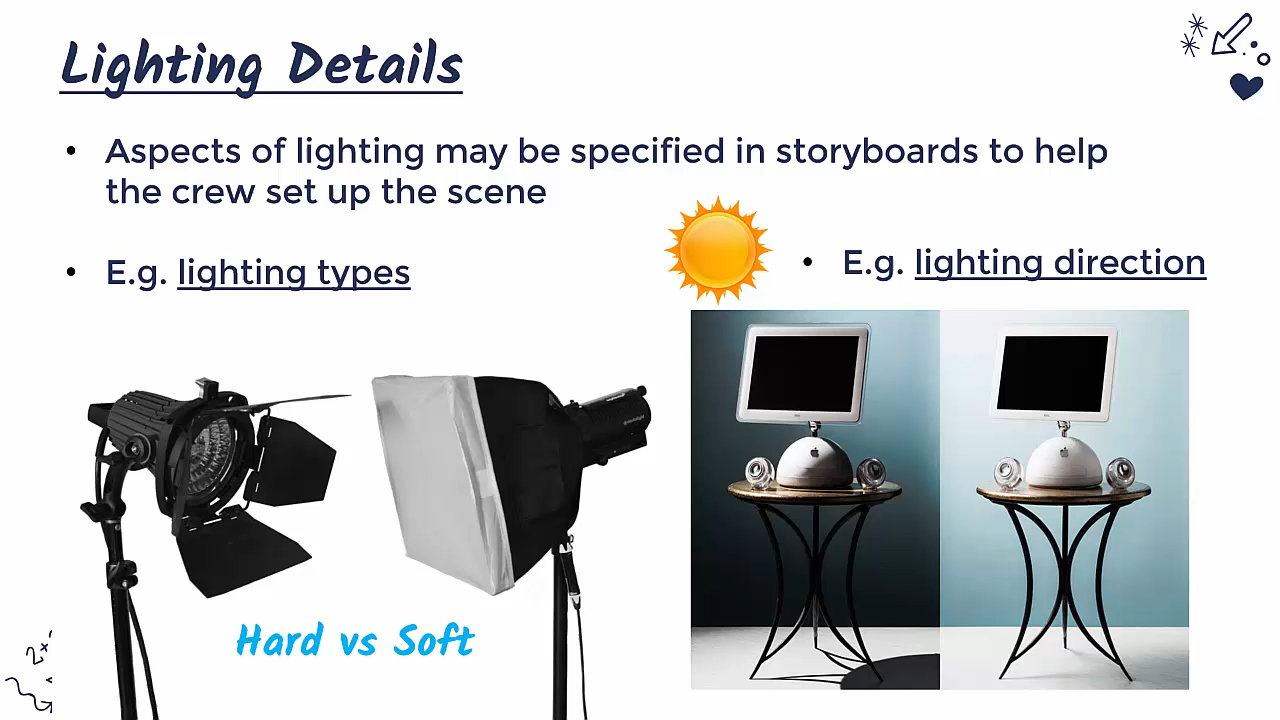 Lighting Details
• Aspects of lighting may be specified in storyboards to help
the crew set up the scene
• E.g. lighting types
• E.g. lighting direction
Hard vs Soft
2×